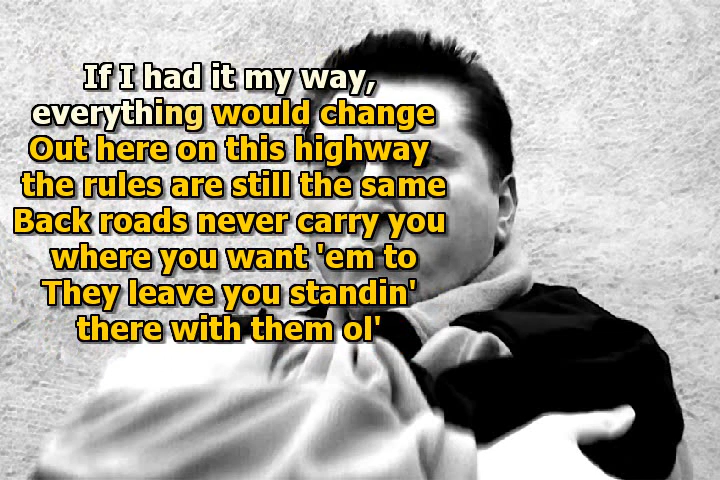 If I had it my way,
everything would change
Out here on this highway
the rules are still the same
Back roads never carry you
where you want 'em to
They leave you standin'
there with them ol'